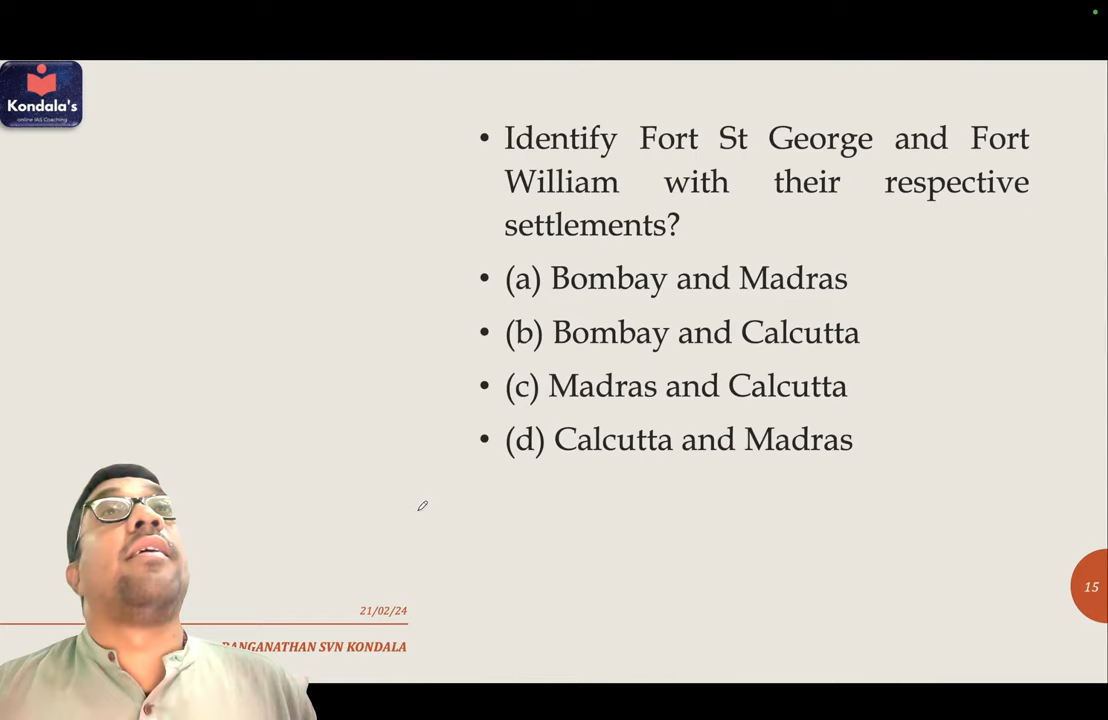 Kondala's
online IAS Coaching
• Identify Fort St George and Fort
William with their respective
settlements?
• (a) Bombay and Madras
• (b) Bombay and Calcutta
• (c) Madras and Calcutta
• (d) Calcutta and Madras
15
21/02/24
RANGANATHAN SVN KONDALA